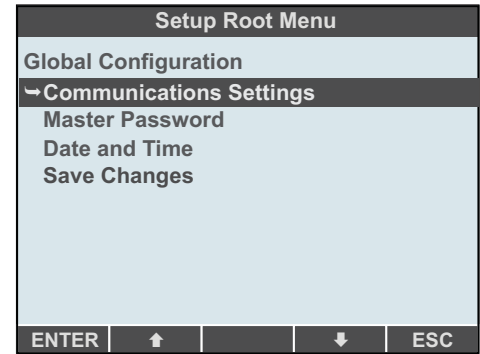 Setup Root Menu
Global Configuration
➥Communications Settings
Master Password
Date and Time
Save Changes
ENTER ⬆ ⬇ ESC